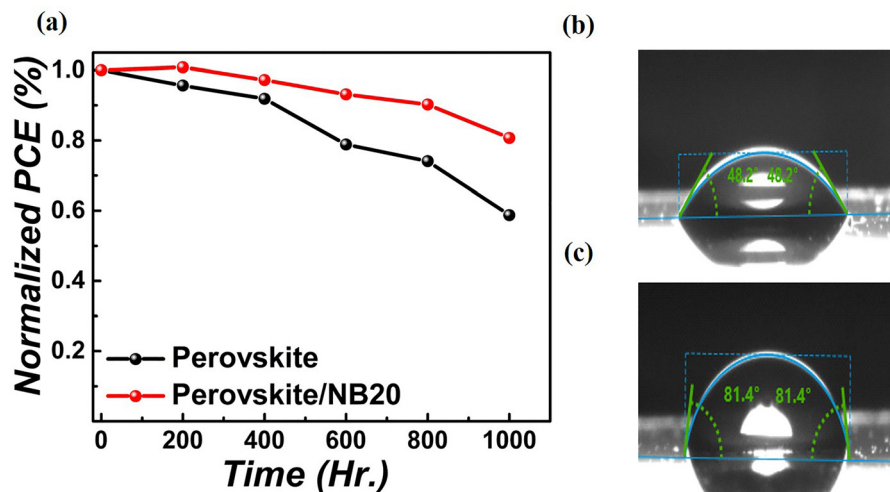 (a)
Normalized PCE (%)
1.0
0.8
0.6
0.4
0.2
Perovskite
Perovskite/NB20
0 200 400 600 800 1000
Time (Hr.)
(b)
48.2° 48.2°
(c)
81.4° 81.4°